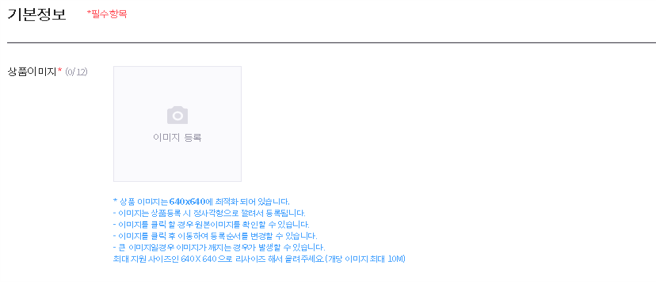 기본정보 *필수항목
상품이미지* (0/12)
이미지 등록
* 상품 이미지는 640x640에 최적화 되어 있습니다.
- 이미지는 상품등록 시 정사각형으로 짤려서 등록됩니다.
- 이미지를 클릭 할 경우 원본이미지를 확인할 수 있습니다.
- 이미지를 클릭 후 이동하여 등록순서를 변경할 수 있습니다.
- 큰 이미지일경우 이미지가 깨지는 경우가 발생할 수 있습니다.
최대 지원 사이즈인 640 X 640 으로 리사이즈 해서 올려주세요.(개당 이미지 최대 10M)